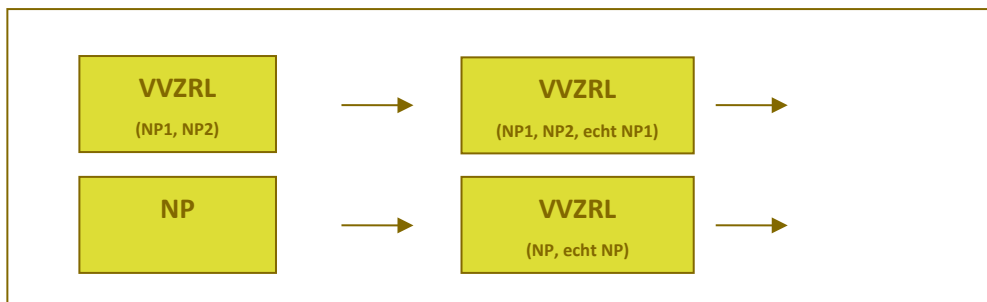 VVZRL
(NP1, NP2)
VVZRL
(NP1, NP2, echt NP1)
NP
VVZRL
(NP, echt NP)